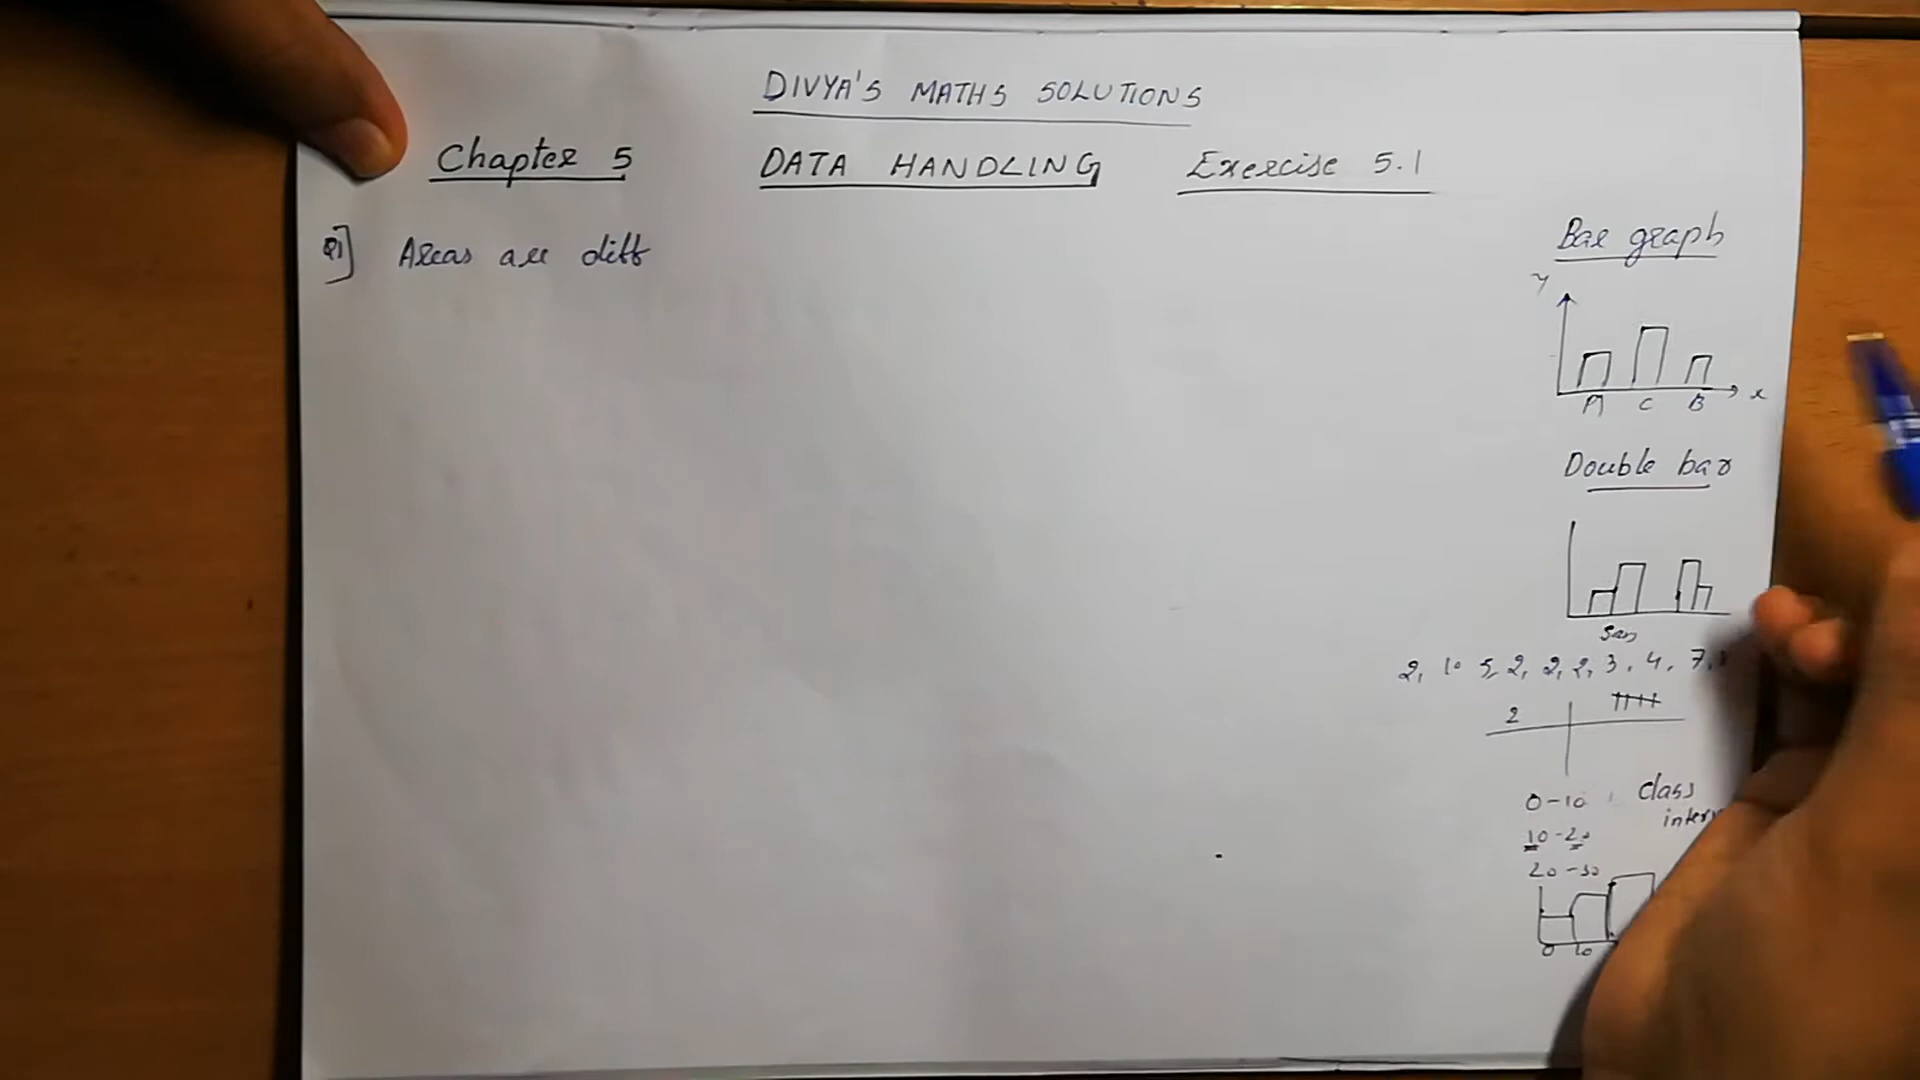 DIVYA'S MATHS SOLUTIONS
Chapter 5 DATA HANDLING Exercise 5.1
Q1] Areas are diff
Bar graph
y
x
M C B
Double bar
San
2, 10 5, 2, 2, 2, 3, 4, 7,
2
0-10 class
10-20
20-30
0 10